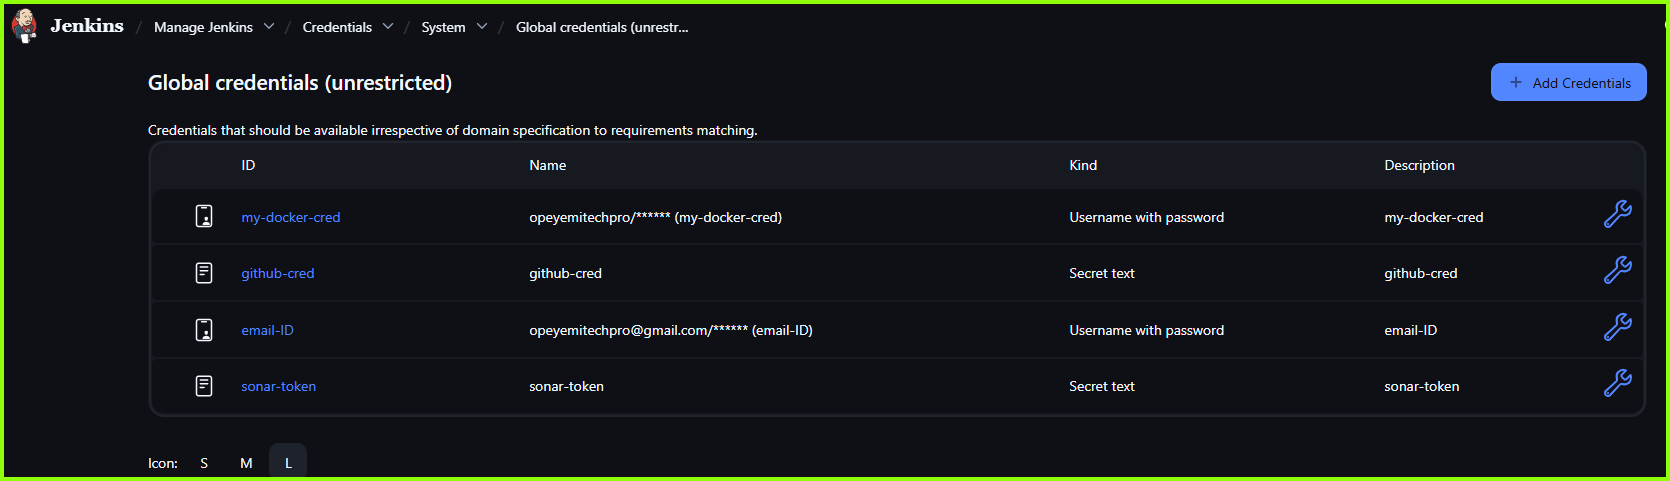 Jenkins / Manage Jenkins / Credentials / System / Global credentials (unrestr...
Global credentials (unrestricted)
+ Add Credentials
Credentials that should be available irrespective of domain specification to requirements matching.
ID Name Kind Description
my-docker-cred opeyemitechpro/****** (my-docker-cred) Username with password my-docker-cred
github-cred github-cred Secret text github-cred
email-ID opeyemitechpro@gmail.com/****** (email-ID) Username with password email-ID
sonar-token sonar-token Secret text sonar-token
Icon: S M L